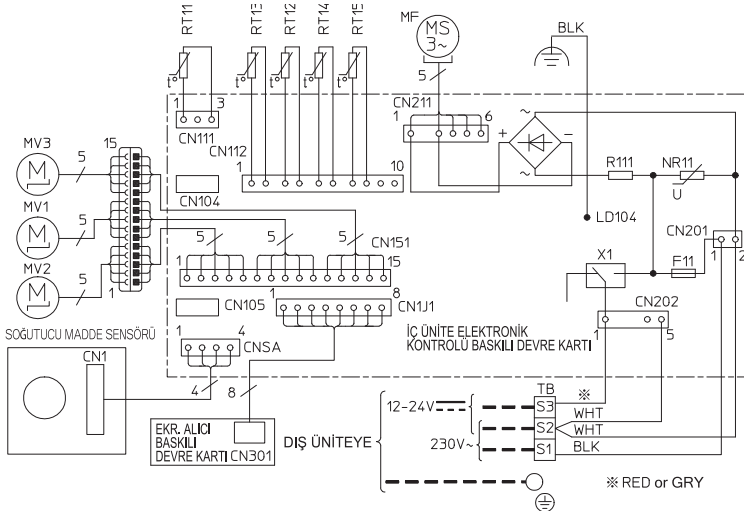 RT11
RT13
RT12
RT14
RT15
t°
t°
t°
t°
t°
MF
MS
3~
5
BLK
1
3
CN111
CN112
1
10
CN211
1
6
+
−
~
~
R111
NR11
U
LD104
CN201
1
2
X1
F11
CN202
1
5
MV3
M
5
MV1
M
5
MV2
M
5
15
1
CN104
5
5
5
CN151
1
15
CN105
1
8
CN1J1
1
4
CNSA
İÇ ÜNİTE ELEKTRONİK
KONTROLÜ BASKILI DEVRE KARTI
SOĞUTUCU MADDE SENSÖRÜ
CN1
4
8
EKR. ALICI
BASKILI
DEVRE KARTI CN301
DIŞ ÜNİTEYE
12-24V
230V~
TB
S3
S2
S1
※
WHT
WHT
BLK
※ RED or GRY